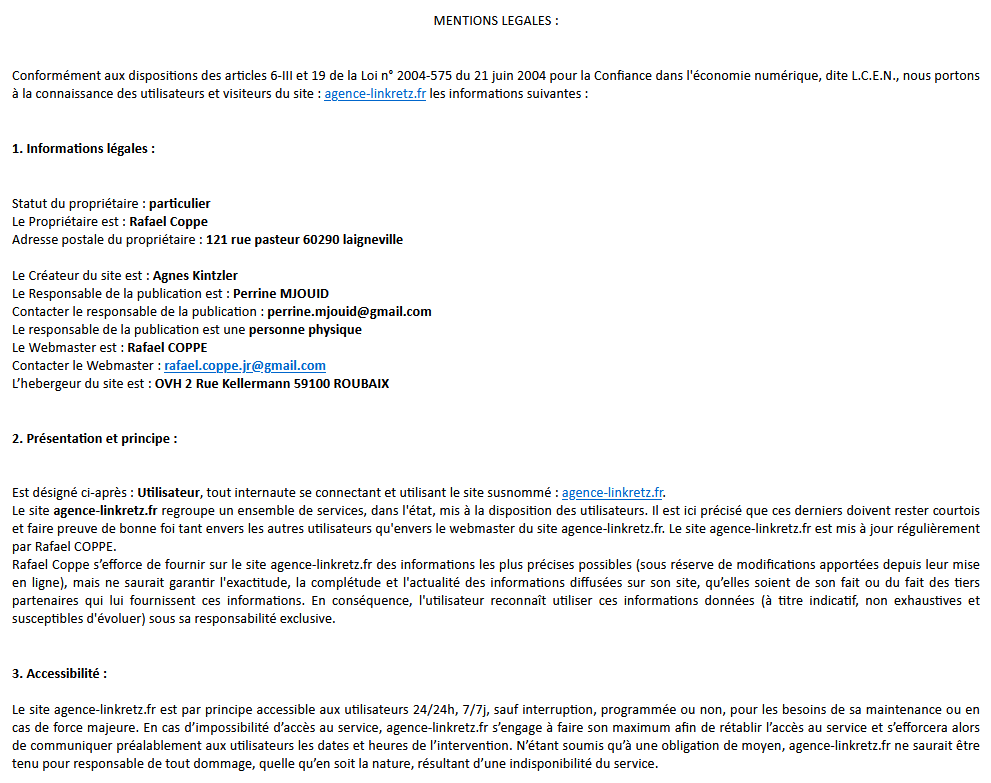 MENTIONS LEGALES :
Conformément aux dispositions des articles 6-III et 19 de la Loi n° 2004-575 du 21 juin 2004 pour la Confiance dans l'économie numérique, dite L.C.E.N., nous portons
à la connaissance des utilisateurs et visiteurs du site : agence-linkretz.fr les informations suivantes :
1. Informations légales :
Statut du propriétaire : particulier
Le Propriétaire est : Rafael Coppe
Adresse postale du propriétaire : 121 rue pasteur 60290 laigneville
Le Créateur du site est : Agnes Kintzler
Le Responsable de la publication est : Perrine MJOUID
Contacter le responsable de la publication : perrine.mjouid@gmail.com
Le responsable de la publication est une personne physique
Le Webmaster est : Rafael COPPE
Contacter le Webmaster : rafael.coppe.jr@gmail.com
L’hebergeur du site est : OVH 2 Rue Kellermann 59100 ROUBAIX
2. Présentation et principe :
Est désigné ci-après : Utilisateur, tout internaute se connectant et utilisant le site susnommé : agence-linkretz.fr.
Le site agence-linkretz.fr regroupe un ensemble de services, dans l'état, mis à la disposition des utilisateurs. Il est ici précisé que ces derniers doivent rester courtois
et faire preuve de bonne foi tant envers les autres utilisateurs qu'envers le webmaster du site agence-linkretz.fr. Le site agence-linkretz.fr est mis à jour régulièrement
par Rafael COPPE.
Rafael Coppe s’efforce de fournir sur le site agence-linkretz.fr des informations les plus précises possibles (sous réserve de modifications apportées depuis leur mise
en ligne), mais ne saurait garantir l'exactitude, la complétude et l'actualité des informations diffusées sur son site, qu’elles soient de son fait ou du fait des tiers
partenaires qui lui fournissent ces informations. En conséquence, l'utilisateur reconnaît utiliser ces informations données (à titre indicatif, non exhaustives et
susceptibles d'évoluer) sous sa responsabilité exclusive.
3. Accessibilité :
Le site agence-linkretz.fr est par principe accessible aux utilisateurs 24/24h, 7/7j, sauf interruption, programmée ou non, pour les besoins de sa maintenance ou en
cas de force majeure. En cas d’impossibilité d’accès au service, agence-linkretz.fr s’engage à faire son maximum afin de rétablir l’accès au service et s’efforcera alors
de communiquer préalablement aux utilisateurs les dates et heures de l’intervention. N’étant soumis qu’à une obligation de moyen, agence-linkretz.fr ne saurait être
tenu pour responsable de tout dommage, quelle qu’en soit la nature, résultant d’une indisponibilité du service.